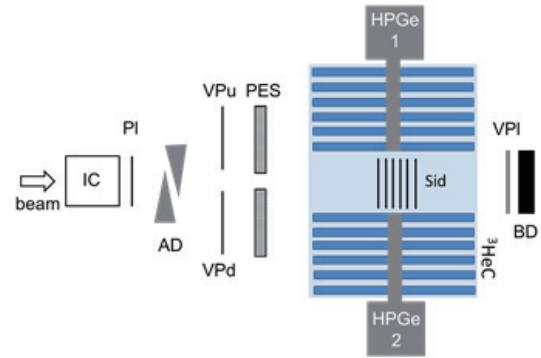 HPGe
1
VPu
PES
PI
VPI
IC
Sid
beam
AD
BD
³HeC
VPd
HPGe
2